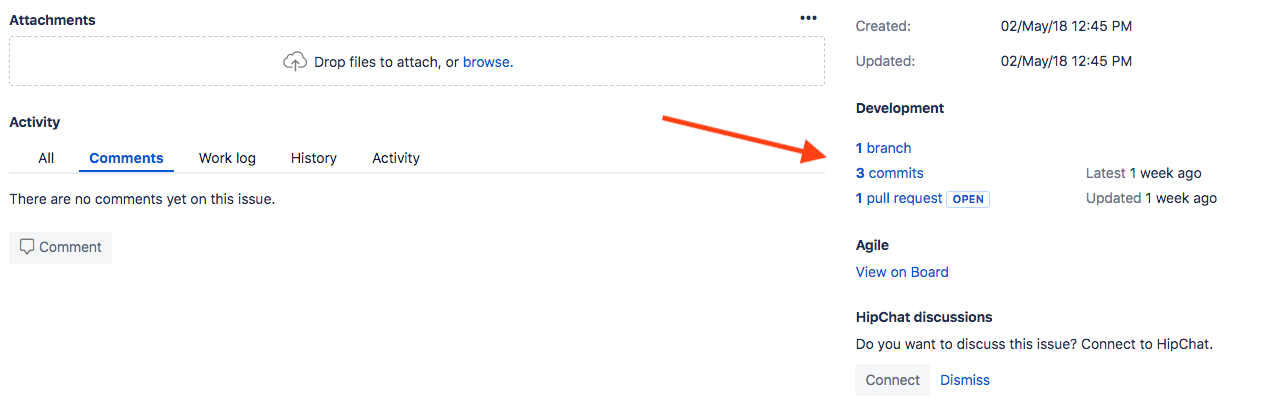 Attachments
•••
Drop files to attach, or browse.
Activity
All Comments Work log History Activity
There are no comments yet on this issue.
Comment
Created: 02/May/18 12:45 PM
Updated: 02/May/18 12:45 PM
Development
1 branch
3 commits Latest 1 week ago
1 pull request OPEN Updated 1 week ago
Agile
View on Board
HipChat discussions
Do you want to discuss this issue? Connect to HipChat.
Connect Dismiss